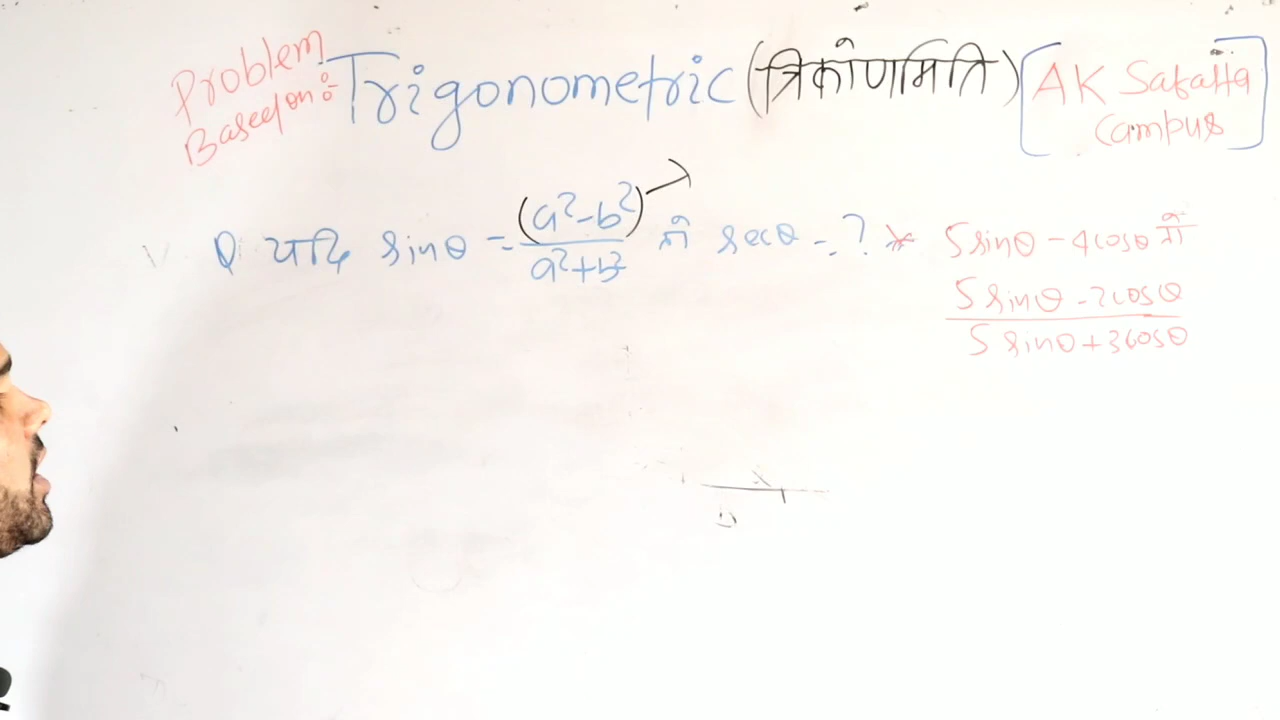 Problem
Based on :- Trigonometric (त्रिकोणमिति)
AK Safalta
Campus
Q यदि sinθ = (a²-b²)/a²+b² तो secθ = ?
* 5sinθ - 4cosθ तो
5sinθ - 2cosθ
5sinθ + 3cosθ